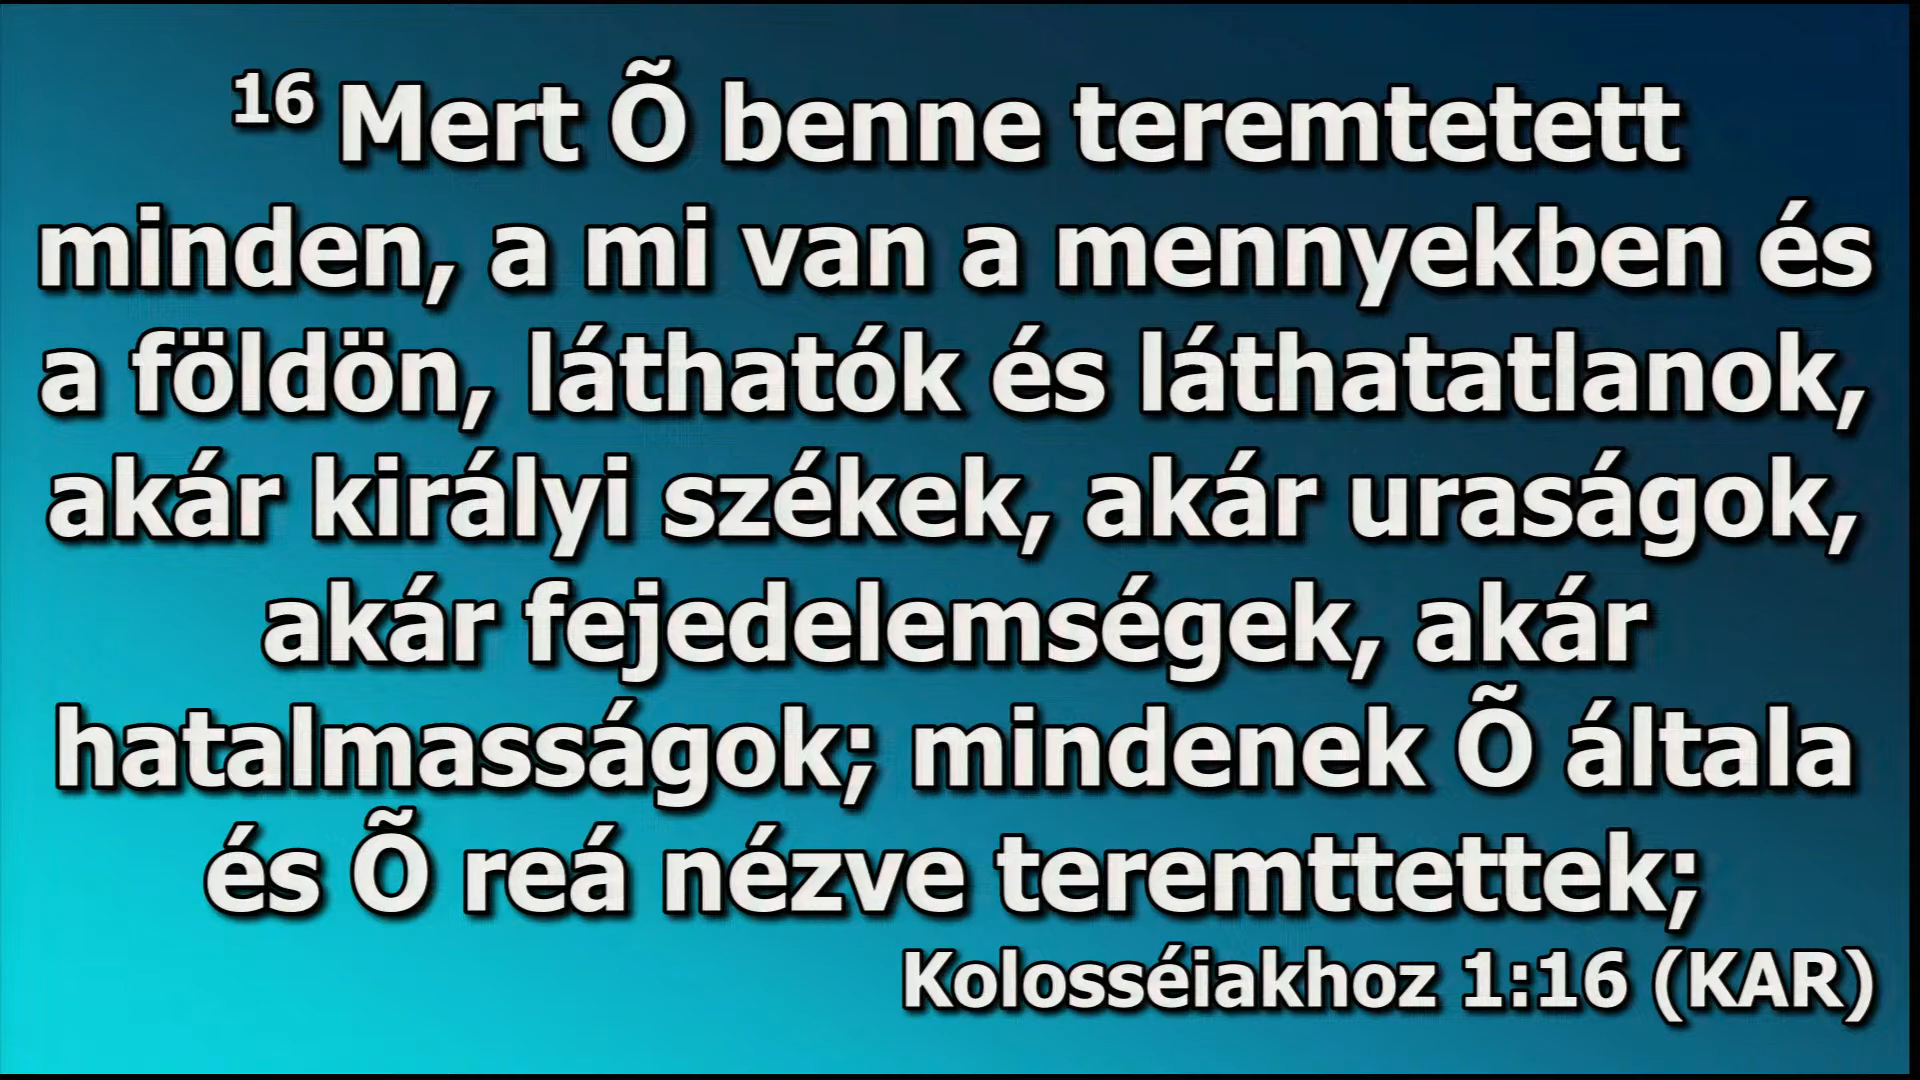 16 Mert Õ benne teremtetett
minden, a mi van a mennyekben és
a földön, láthatók és láthatatlanok,
akár királyi székek, akár uraságok,
akár fejedelemségek, akár
hatalmasságok; mindenek Õ általa
és Õ reá nézve teremttettek;
Kolosséiakhoz 1:16 (KAR)